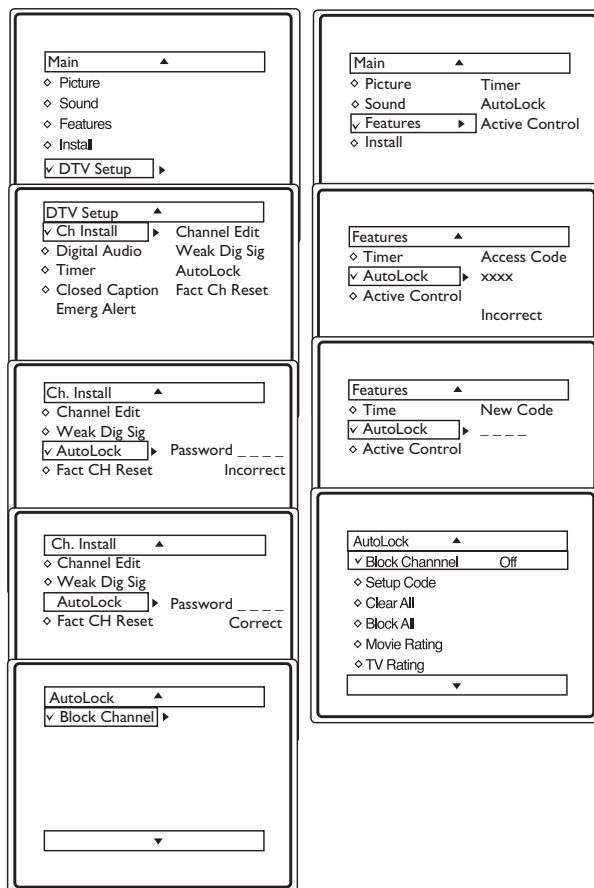 Main
Picture
Sound
Features
Install
DTV Setup
DTV Setup
Ch Install Channel Edit
Digital Audio Weak Dig Sig
Timer AutoLock
Closed Caption Fact Ch Reset
Emerg Alert
Ch. Install
Channel Edit
Weak Dig Sig
AutoLock Password _ _ _ _
Fact CH Reset Incorrect
Ch. Install
Channel Edit
Weak Dig Sig
AutoLock Password _ _ _ _
Fact CH Reset Correct
AutoLock
Block Channel
Main
Picture Timer
Sound AutoLock
Features Active Control
Install
Features
Timer Access Code
AutoLock xxxx
Active Control
Incorrect
Features
Time New Code
AutoLock _ _ _ _
Active Control
AutoLock
Block Channnel Off
Setup Code
Clear All
Block All
Movie Rating
TV Rating